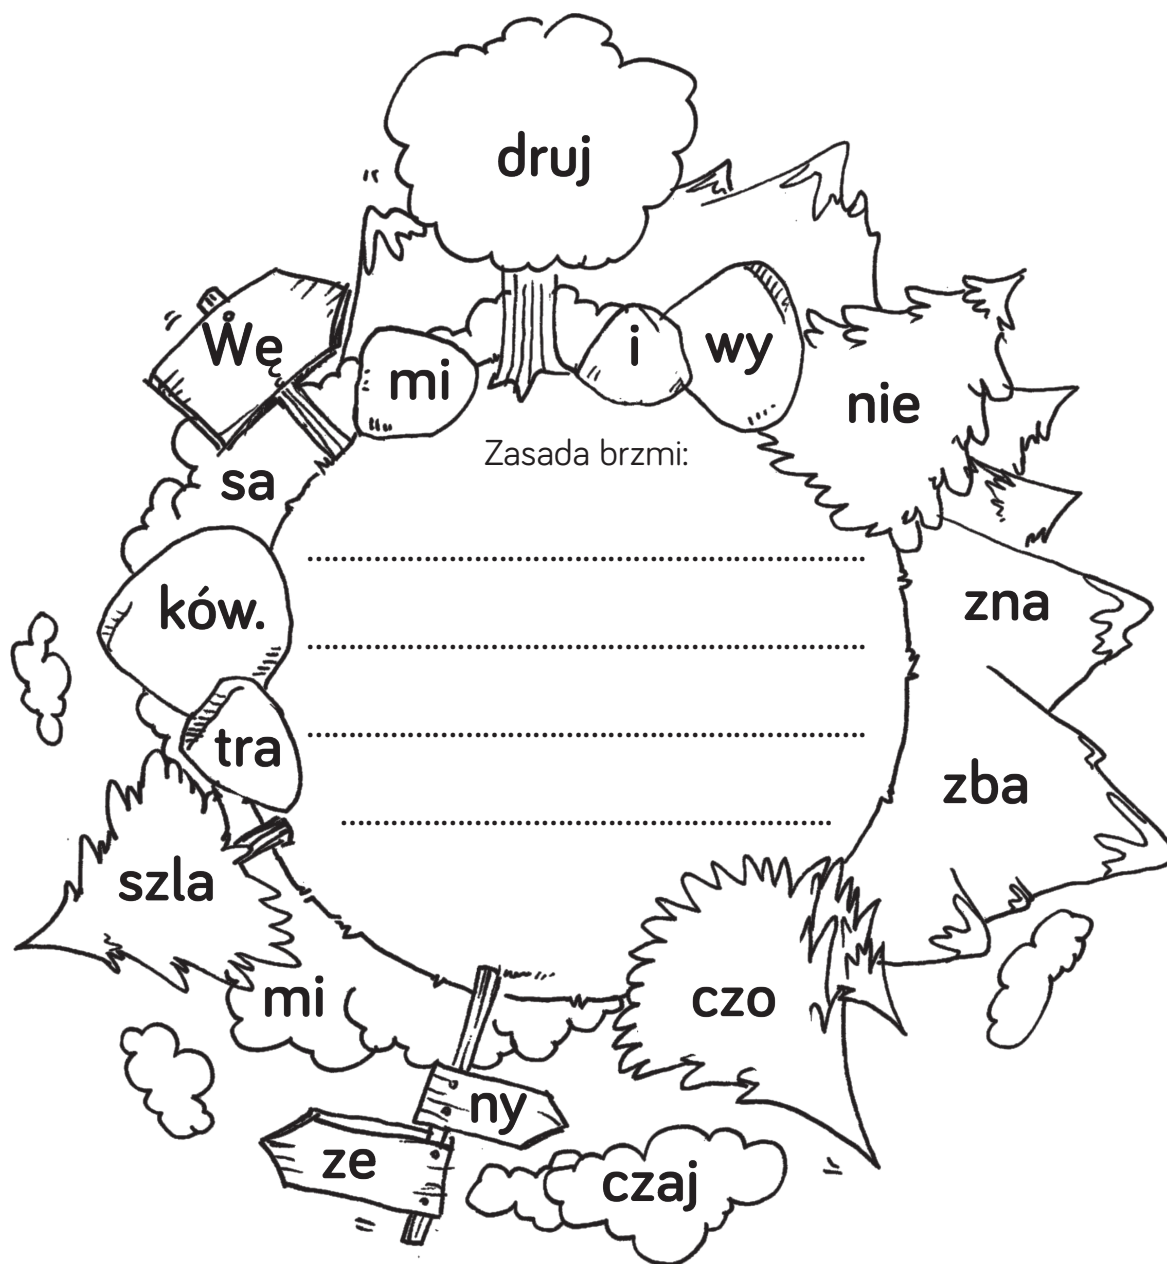 druj
Wę
mi
i
wy
nie
Zasada brzmi:
sa
ków.
zna
tra
zba
szla
mi
czo
ny
ze
czaj